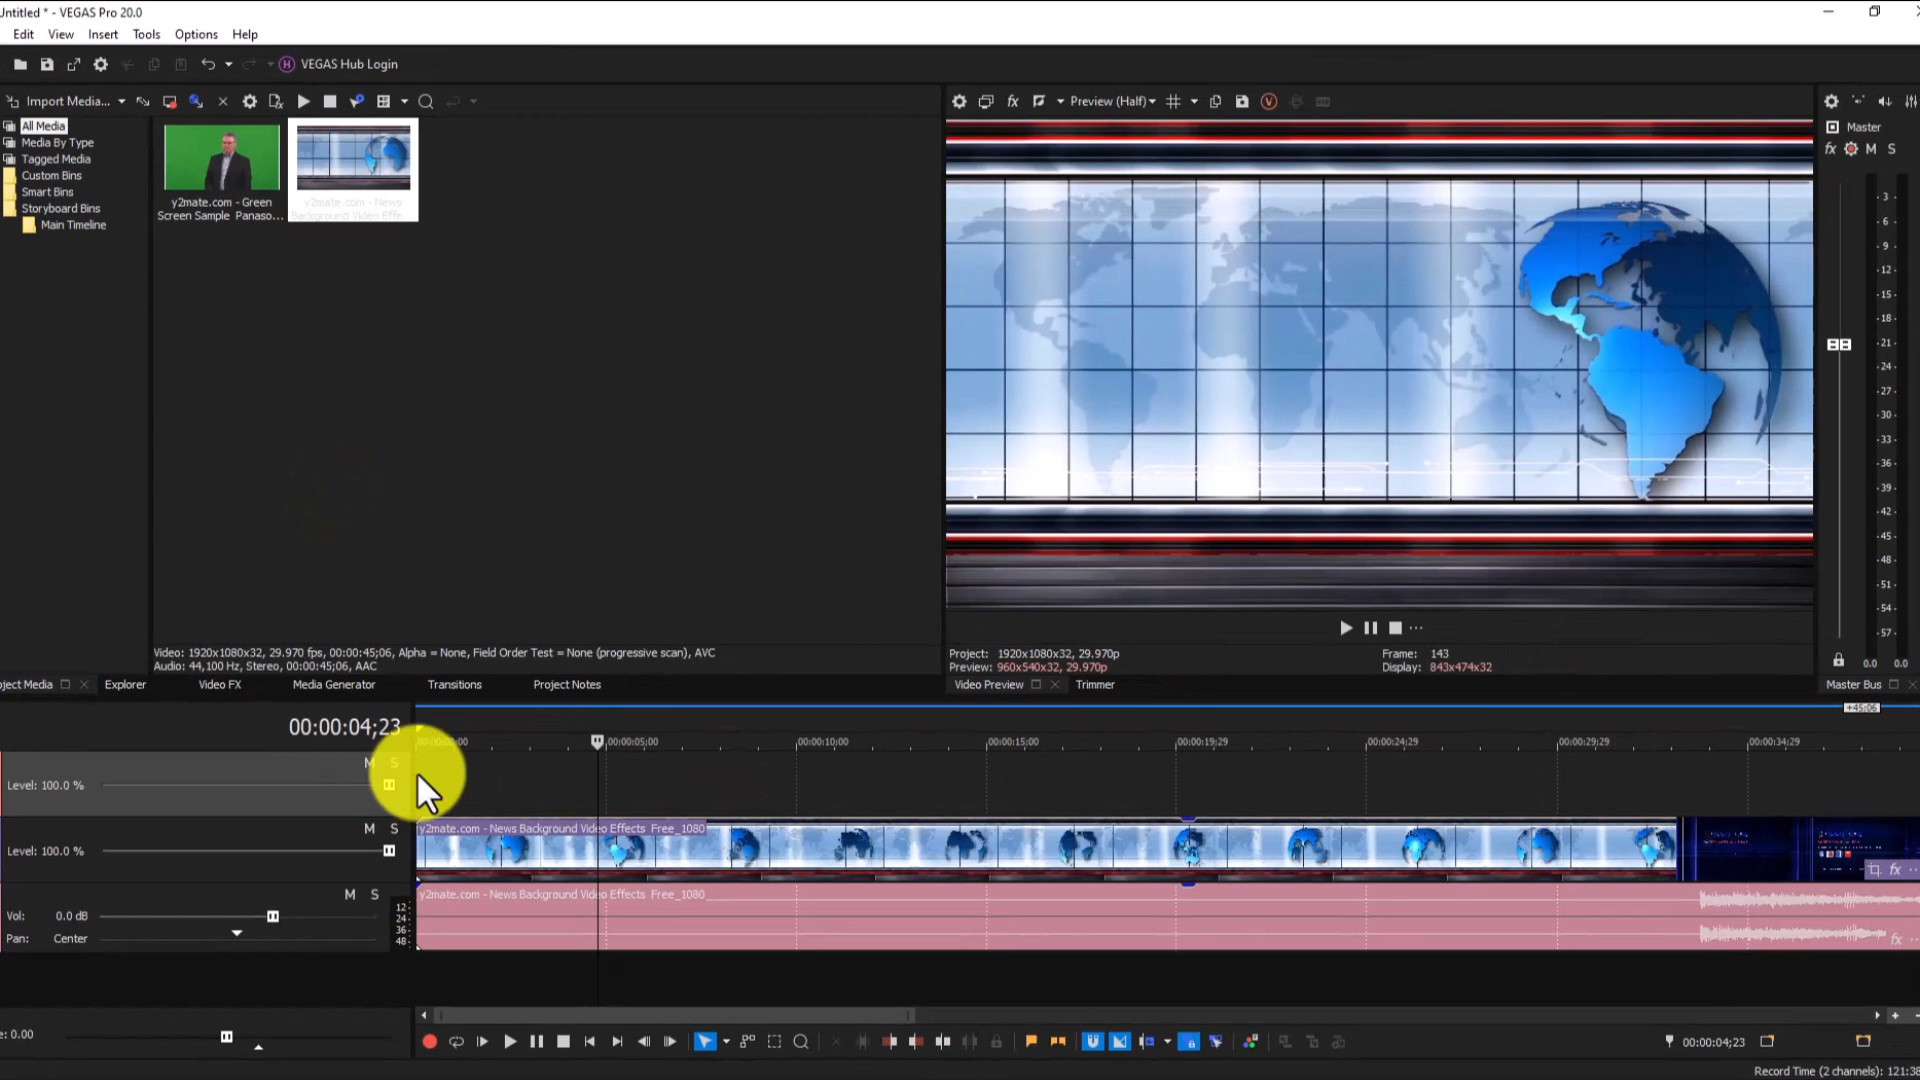 Untitled * - VEGAS Pro 20.0
Edit View Insert Tools Options Help
VEGAS Hub Login
Import Media...
fx Preview (Half)
All Media
Media By Type
Tagged Media
Custom Bins
Smart Bins
Storyboard Bins
Main Timeline
y2mate.com - Green
Screen Sample Panaso...
y2mate.com - News
Background Video Effe...
Master
fx M S
3
6
9
12
15
18
21
24
27
30
33
36
39
42
45
48
51
54
57
0.0 0.0
Video: 1920x1080x32, 29.970 fps, 00:00:45;06, Alpha = None, Field Order Test = None (progressive scan), AVC
Audio: 44,100 Hz, Stereo, 00:00:45;06, AAC
Project: 1920x1080x32, 29.970p
Preview: 960x540x32, 29.970p
Frame: 143
Display: 843x474x32
oject Media Explorer Video FX Media Generator Transitions Project Notes
Video Preview Trimmer
Master Bus
+45;06
00:00:04;23
00:00:05;00 00:00:10;00 00:00:15;00 00:00:19;29 00:00:24;29 00:00:29;29 00:00:34;29
M S
Level: 100.0 %
M S
Level: 100.0 %
y2mate.com - News Background Video Effects Free_1080
fx
M S
Vol: 0.0 dB
Pan: Center
12
24
36
48
y2mate.com - News Background Video Effects Free_1080
fx
e: 0.00
00:00:04;23
Record Time (2 channels): 121:38